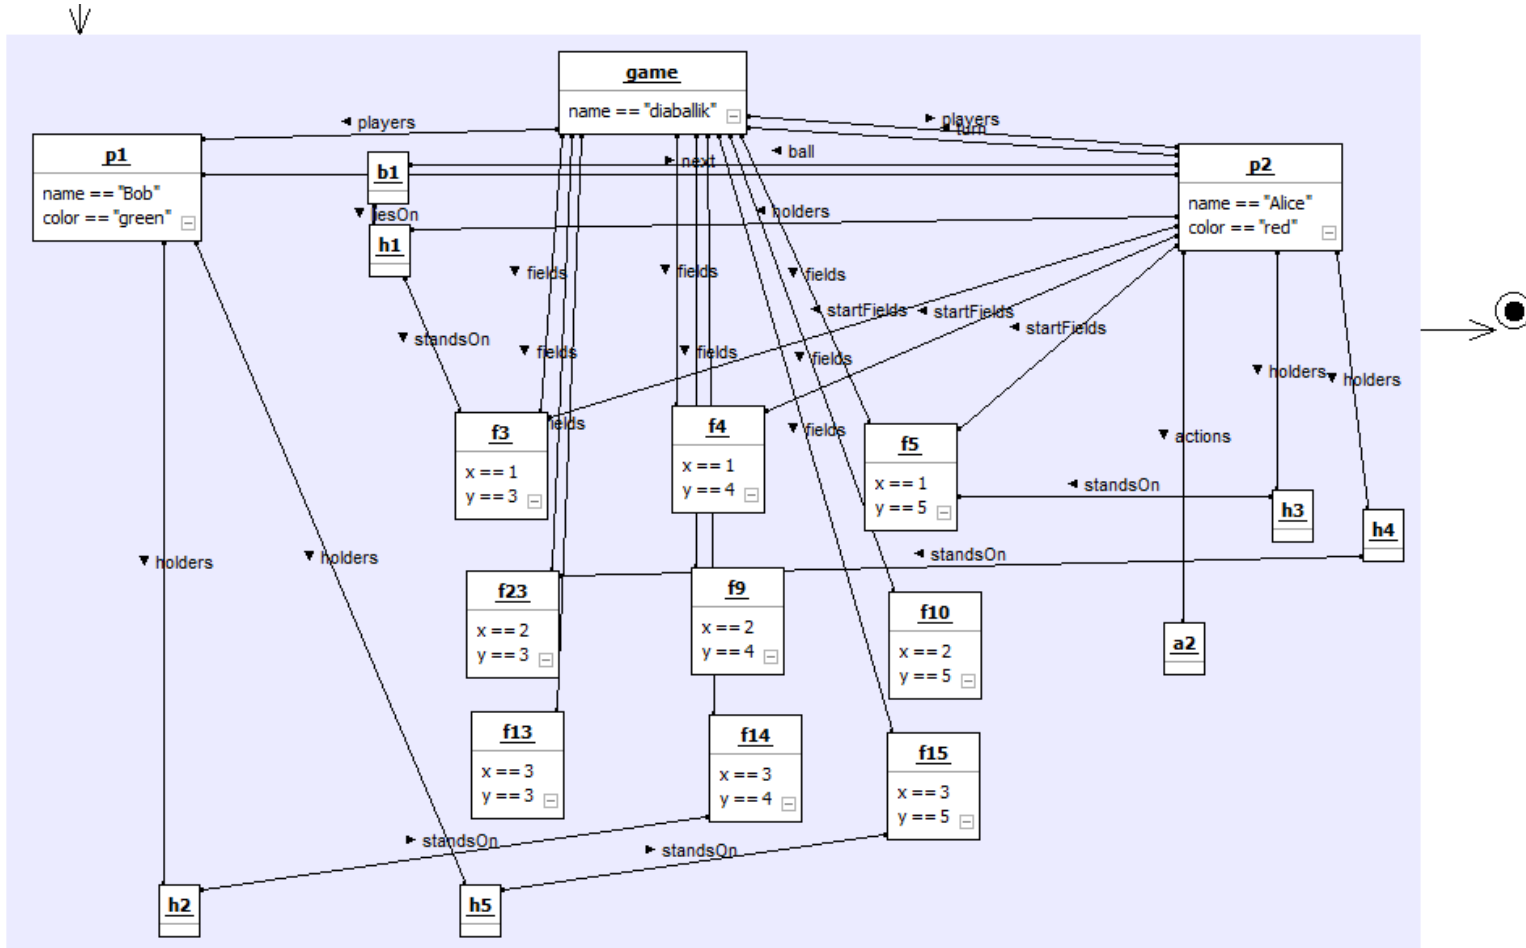 game
name == "diaballik"
players
players
turn
p1
name == "Bob"
color == "green"
b1
next
ball
p2
name == "Alice"
color == "red"
liesOn
holders
h1
fields
fields
fields
startFields
startFields
startFields
standsOn
fields
fields
fields
holders
holders
f3
x == 1
y == 3
fields
f4
x == 1
y == 4
fields
f5
x == 1
y == 5
actions
standsOn
h3
h4
holders
holders
standsOn
f23
x == 2
y == 3
f9
x == 2
y == 4
f10
x == 2
y == 5
a2
f13
x == 3
y == 3
f14
x == 3
y == 4
f15
x == 3
y == 5
standsOn
standsOn
h2
h5